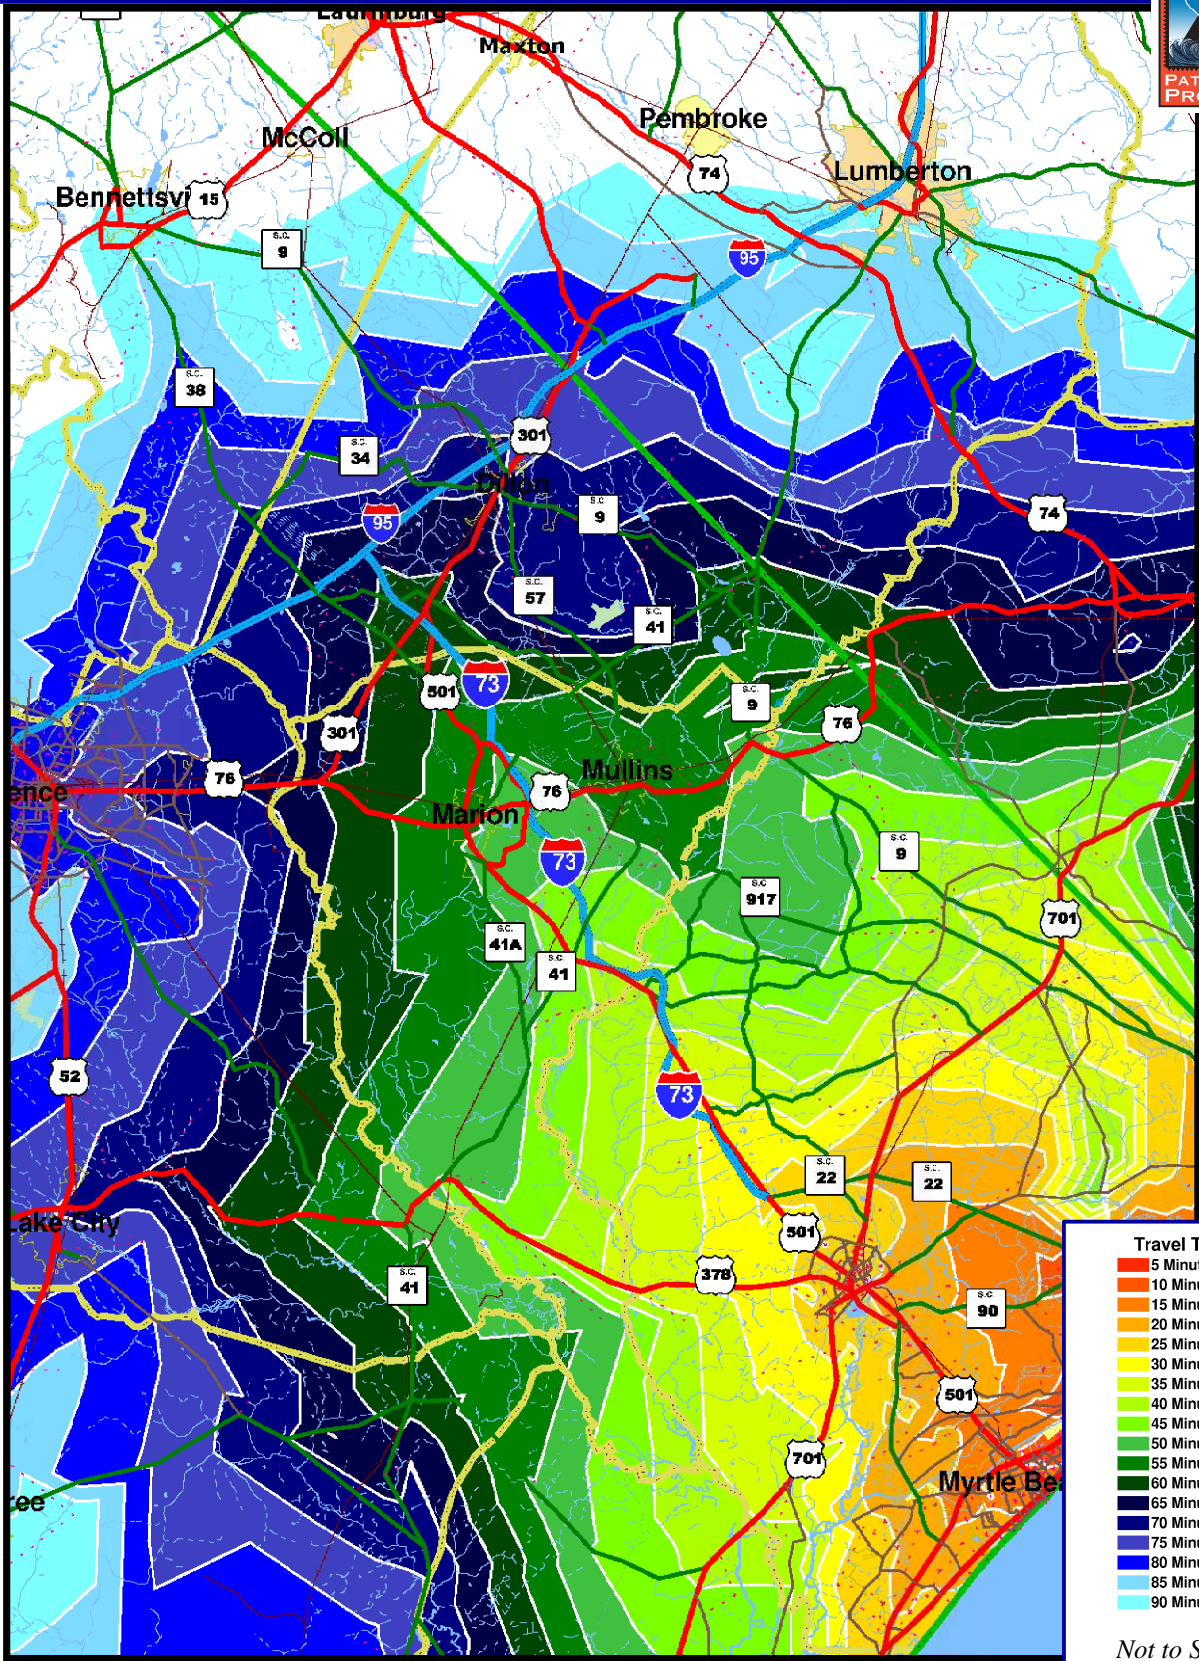 Laurinburg
Maxton
PAT
PRO
Pembroke
McColl
74
Lumberton
Bennettsvi
15
S.C.
9
95
S.C.
38
301
S.C.
34
Dillon
S.C.
9
95
74
S.C.
57
S.C.
41
73
501
S.C.
9
76
301
76
Mullins
76
ence
Marion
73
S.C.
9
S.C.
917
701
S.C.
41A
S.C.
41
52
73
S.C.
22
S.C.
22
Lake City
501
378
S.C.
41
S.C.
90
501
701
Myrtle Bea
ree
Travel T
5 Minut
10 Minu
15 Minu
20 Minu
25 Minu
30 Minu
35 Minu
40 Minu
45 Minu
50 Minu
55 Minu
60 Minu
65 Minu
70 Minu
75 Minu
80 Minu
85 Minu
90 Minu
Not to S